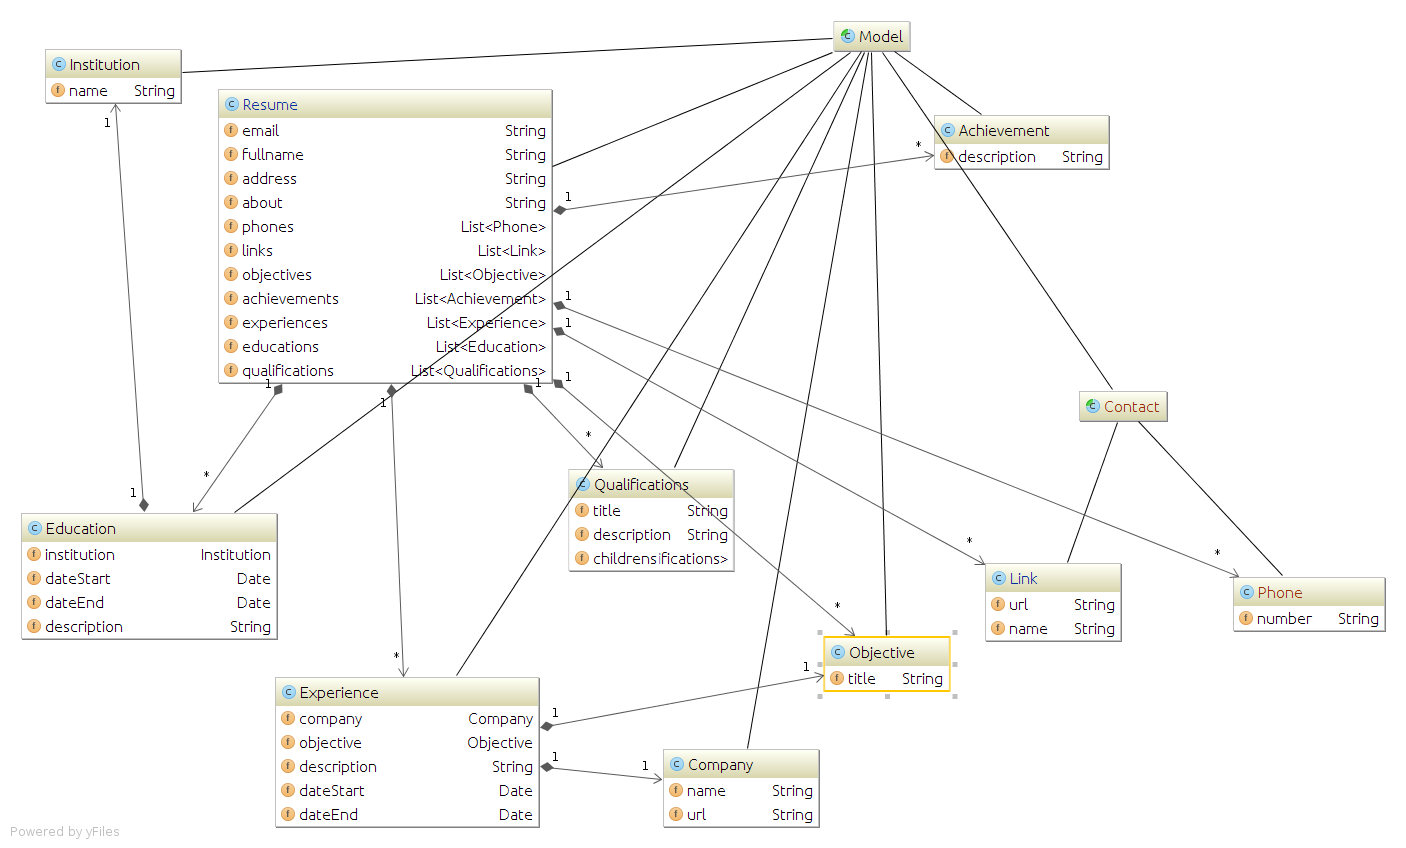 Model
Institution
name String
1
Resume
email String
fullname String
address String
about String
phones List<Phone>
links List<Link>
objectives List<Objective>
achievements List<Achievement>
experiences List<Experience>
educations List<Education>
qualifications List<Qualifications>
Achievement
description String
*
1
1
1
1
1
1
1
Contact
*
*
1
Qualifications
title String
description String
childrensifications>
Education
institution Institution
dateStart Date
dateEnd Date
description String
*
Link
url String
name String
*
Phone
number String
*
Objective
title String
*
1
Experience
company Company
objective Objective
description String
dateStart Date
dateEnd Date
1
1
1
Company
name String
url String
Powered by yFiles